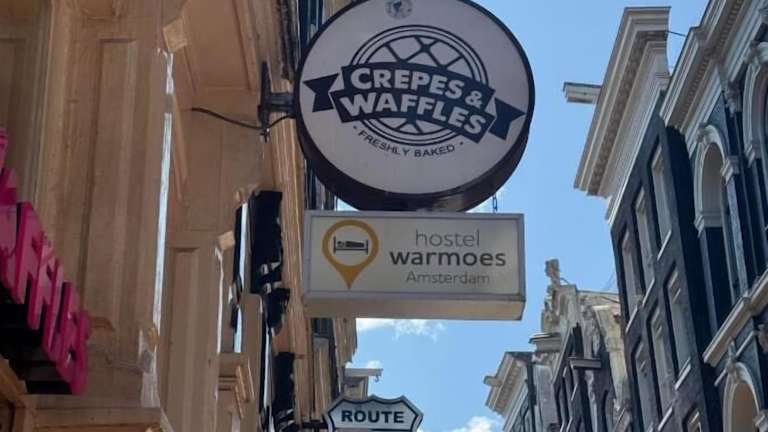 CREPES &
WAFFLES
· FRESHLY BAKED ·
hostel
warmoes
Amsterdam
ROUTE